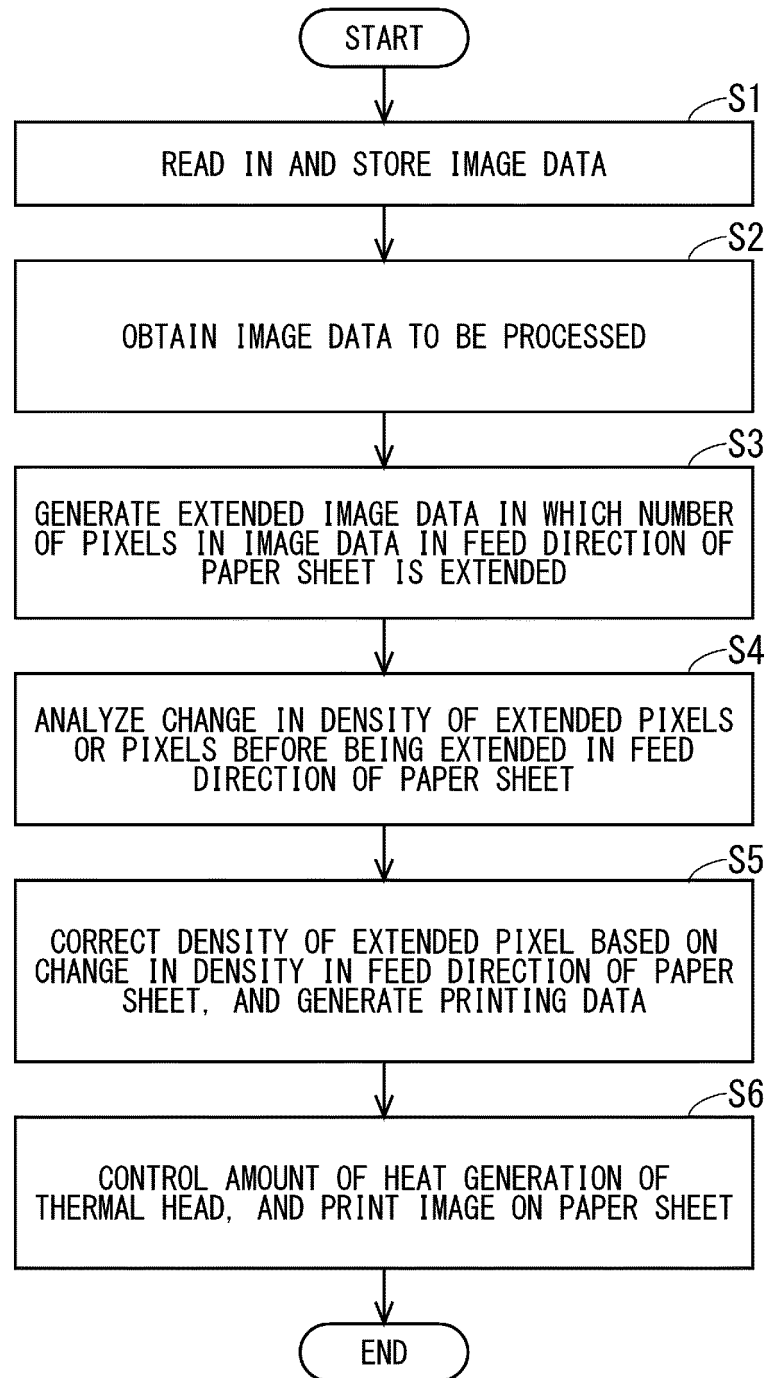 START
S1
READ IN AND STORE IMAGE DATA
S2
OBTAIN IMAGE DATA TO BE PROCESSED
S3
GENERATE EXTENDED IMAGE DATA IN WHICH NUMBER
OF PIXELS IN IMAGE DATA IN FEED DIRECTION OF
PAPER SHEET IS EXTENDED
S4
ANALYZE CHANGE IN DENSITY OF EXTENDED PIXELS
OR PIXELS BEFORE BEING EXTENDED IN FEED
DIRECTION OF PAPER SHEET
S5
CORRECT DENSITY OF EXTENDED PIXEL BASED ON
CHANGE IN DENSITY IN FEED DIRECTION OF PAPER
SHEET, AND GENERATE PRINTING DATA
S6
CONTROL AMOUNT OF HEAT GENERATION OF
THERMAL HEAD, AND PRINT IMAGE ON PAPER SHEET
END